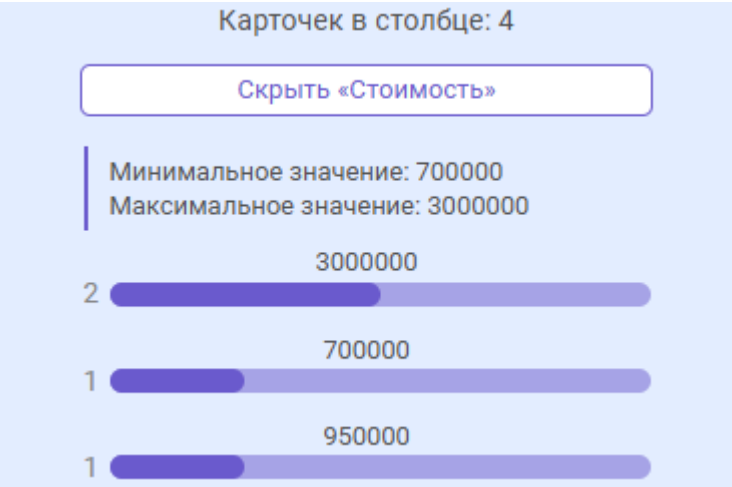 Карточек в столбце: 4
Скрыть «Стоимость»
Минимальное значение: 700000
Максимальное значение: 3000000
3000000
2
700000
1
950000
1